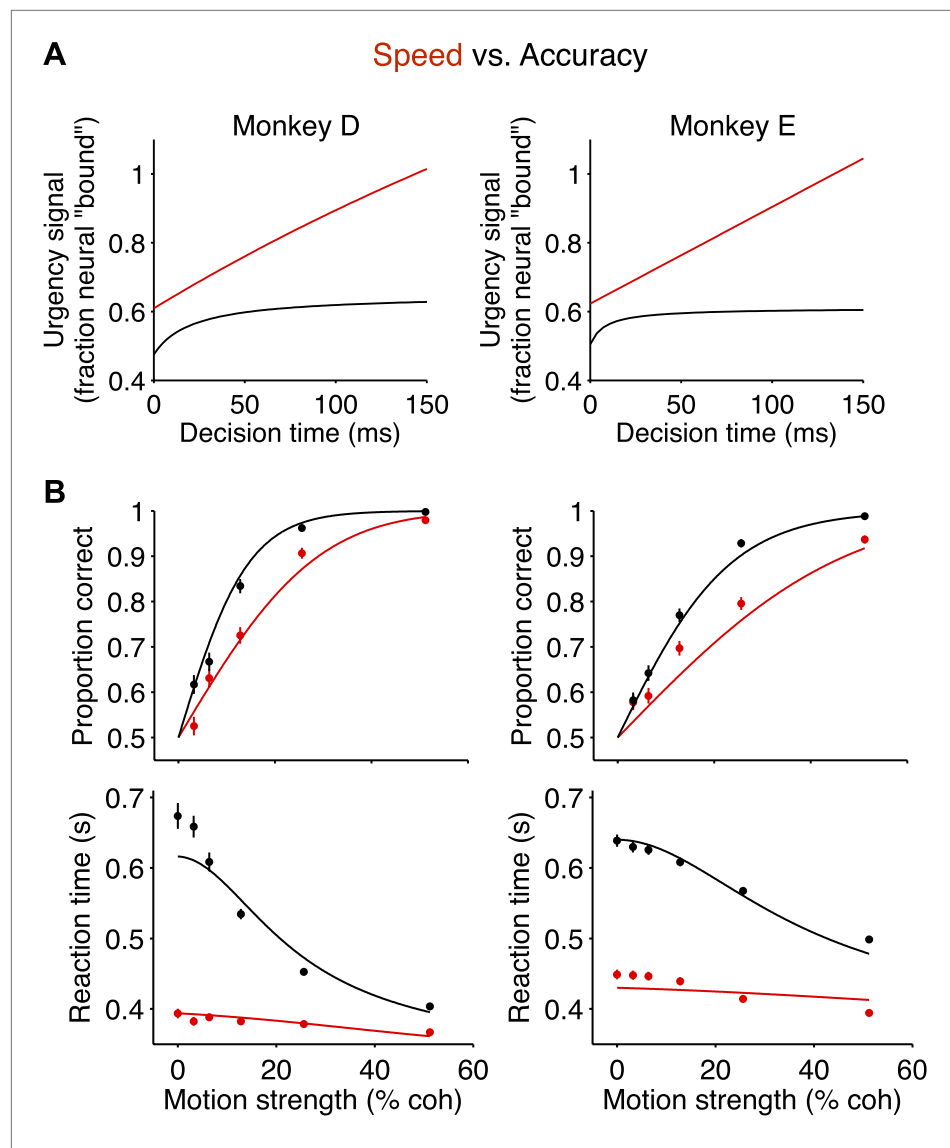 A
Speed vs. Accuracy
Monkey D
Monkey E
Urgency signal
(fraction neural "bound")
1
0.8
0.6
0.4
0
50
100
150
Decision time (ms)
Urgency signal
(fraction neural "bound")
1
0.8
0.6
0.4
0
50
100
150
Decision time (ms)
B
Proportion correct
1
0.9
0.8
0.7
0.6
0.5
Proportion correct
1
0.9
0.8
0.7
0.6
0.5
Reaction time (s)
0.7
0.6
0.5
0.4
0
20
40
60
Motion strength (% coh)
Reaction time (s)
0.7
0.6
0.5
0.4
0
20
40
60
Motion strength (% coh)